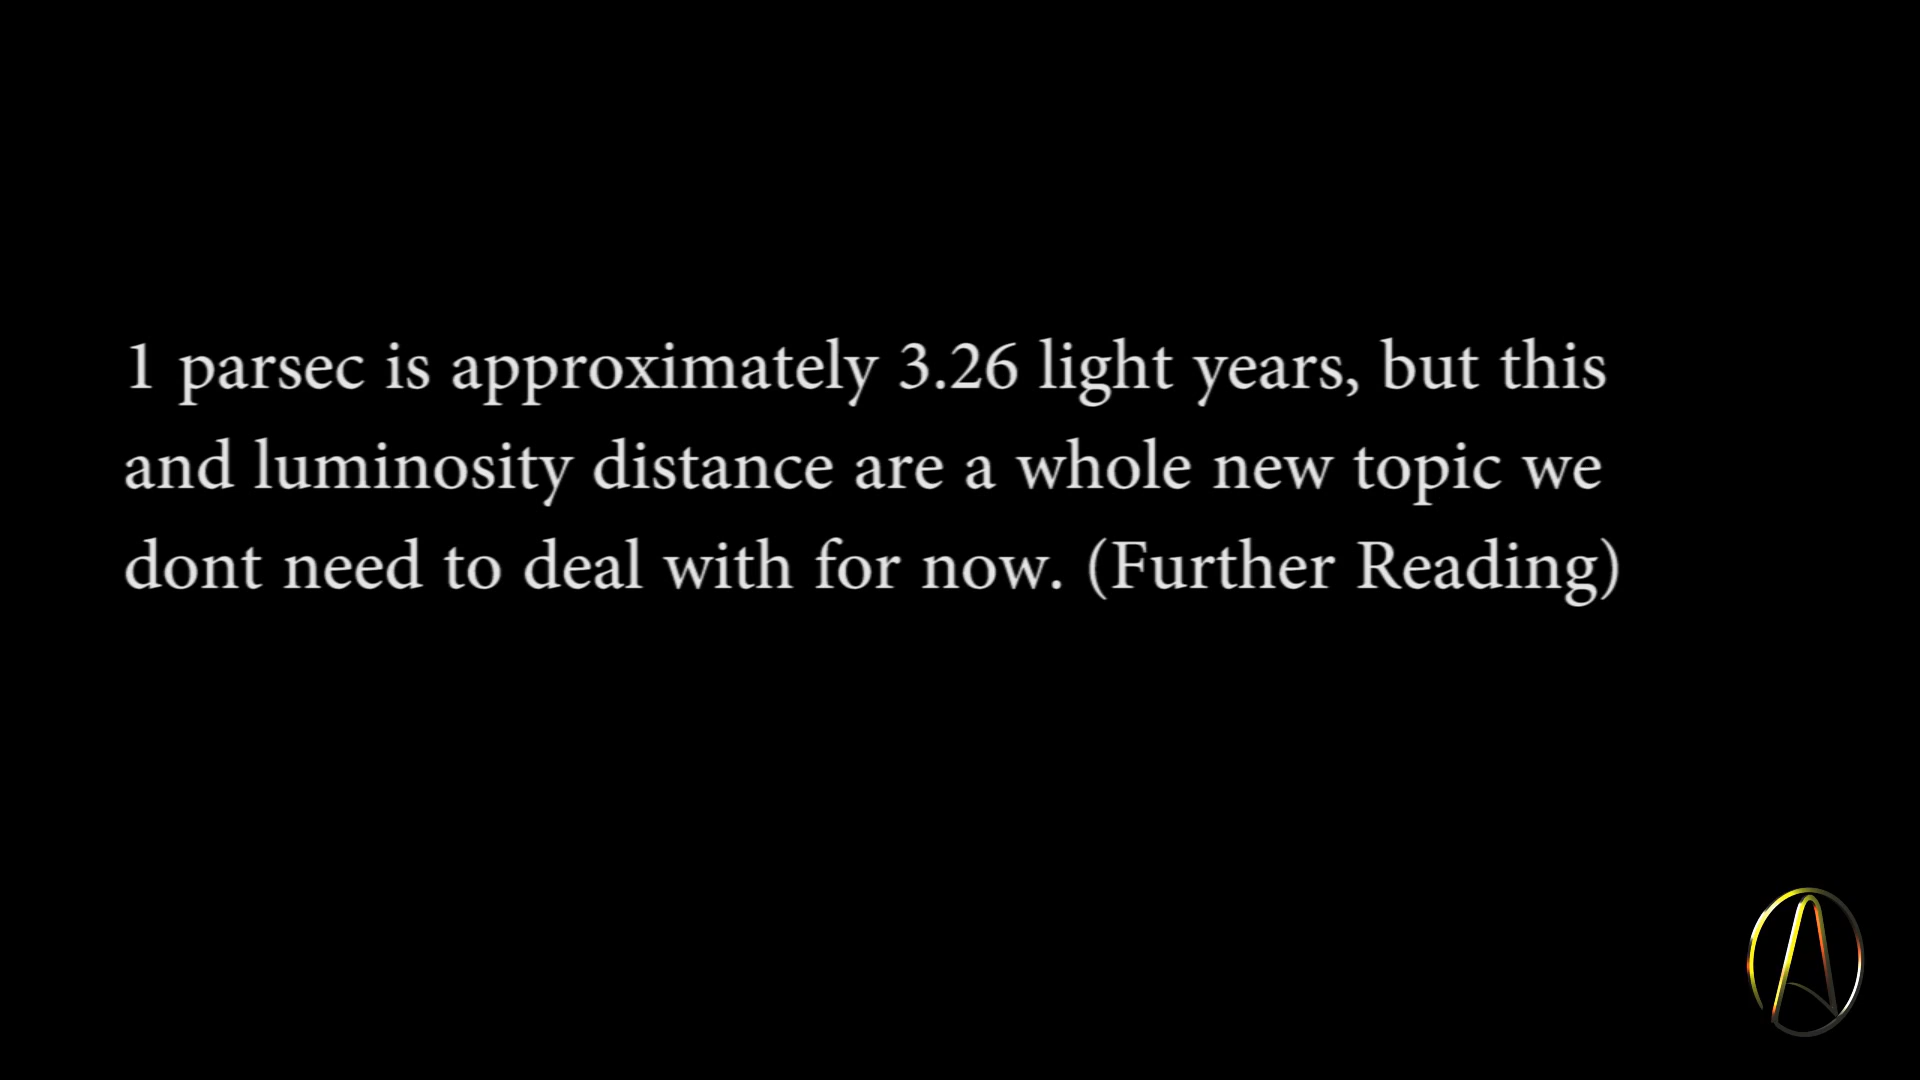 1 parsec is approximately 3.26 light years, but this
and luminosity distance are a whole new topic we
dont need to deal with for now. (Further Reading)